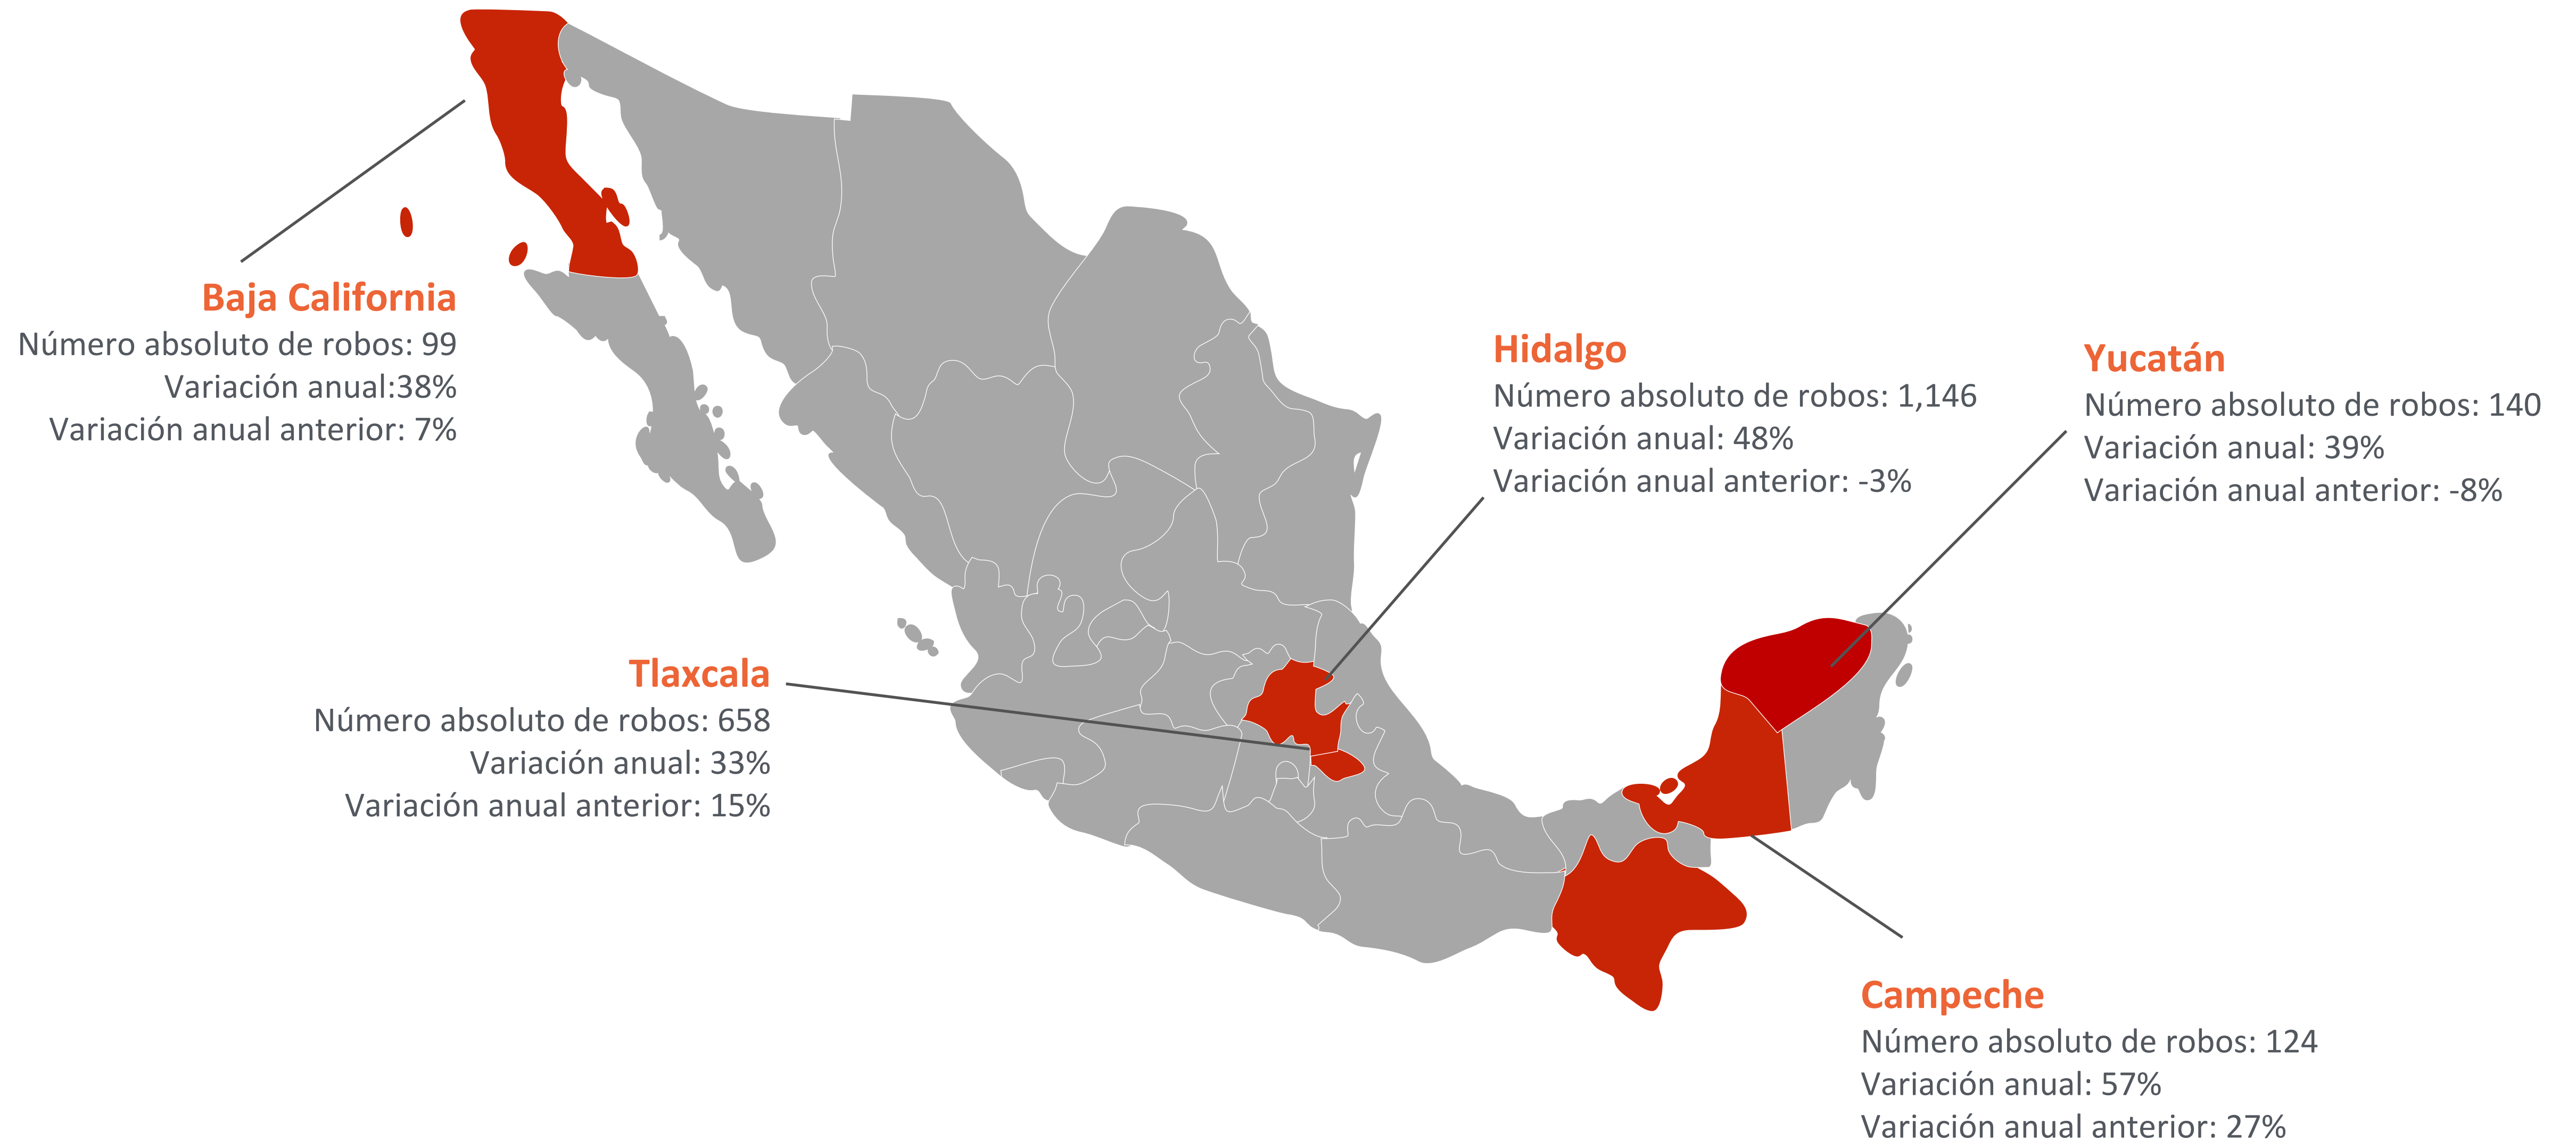 Baja California
Número absoluto de robos: 99
Variación anual:38%
Variación anual anterior: 7%
Hidalgo
Número absoluto de robos: 1,146
Variación anual: 48%
Variación anual anterior: -3%
Yucatán
Número absoluto de robos: 140
Variación anual: 39%
Variación anual anterior: -8%
Tlaxcala
Número absoluto de robos: 658
Variación anual: 33%
Variación anual anterior: 15%
Campeche
Número absoluto de robos: 124
Variación anual: 57%
Variación anual anterior: 27%